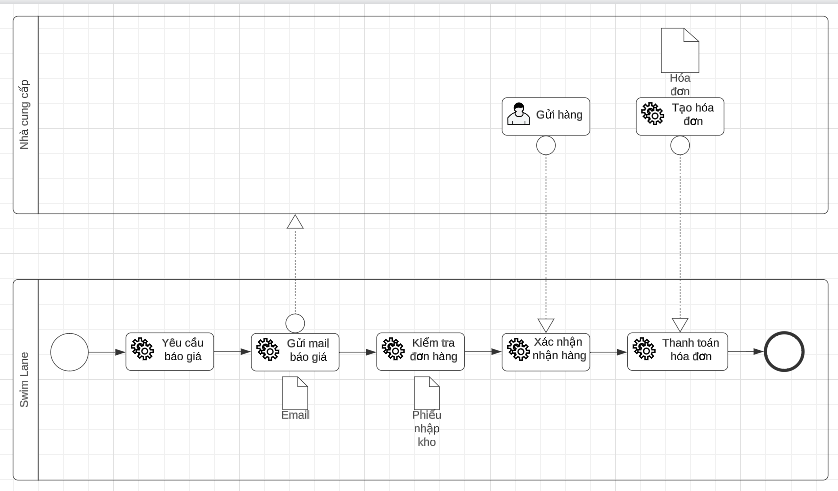 Nhà cung cấp
Hóa
đơn
Gửi hàng
Tạo hóa
đơn
Swim Lane
Yêu cầu
báo giá
Gửi mail
báo giá
Kiểm tra
đơn hàng
Xác nhận
nhận hàng
Thanh toán
hóa đơn
Email
Phiếu
nhập
kho